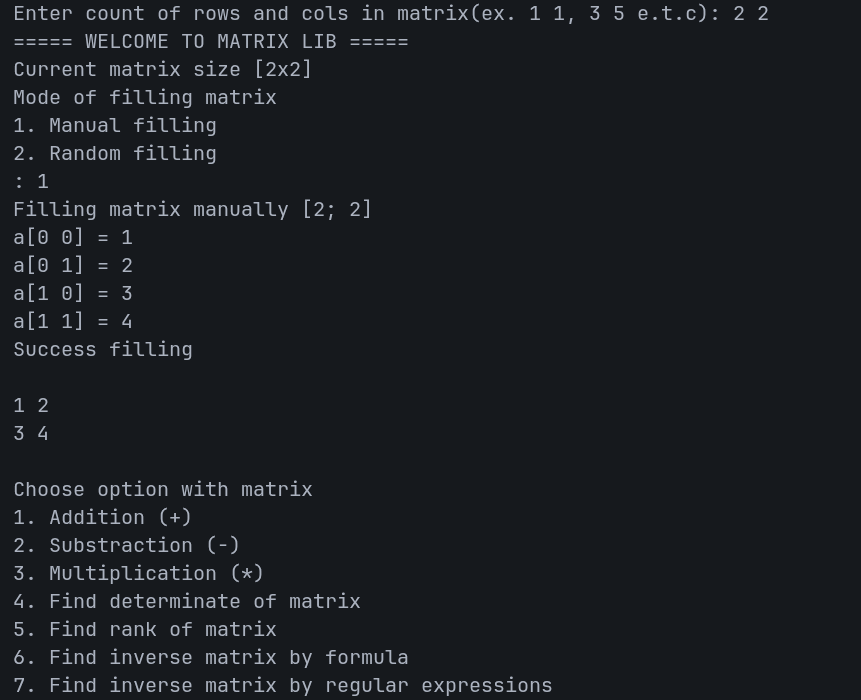 Enter count of rows and cols in matrix(ex. 1 1, 3 5 e.t.c): 2 2
===== WELCOME TO MATRIX LIB =====
Current matrix size [2x2]
Mode of filling matrix
1. Manual filling
2. Random filling
: 1
Filling matrix manually [2; 2]
a[0 0] = 1
a[0 1] = 2
a[1 0] = 3
a[1 1] = 4
Success filling
1 2
3 4
Choose option with matrix
1. Addition (+)
2. Substraction (-)
3. Multiplication (*)
4. Find determinate of matrix
5. Find rank of matrix
6. Find inverse matrix by formula
7. Find inverse matrix by regular expressions